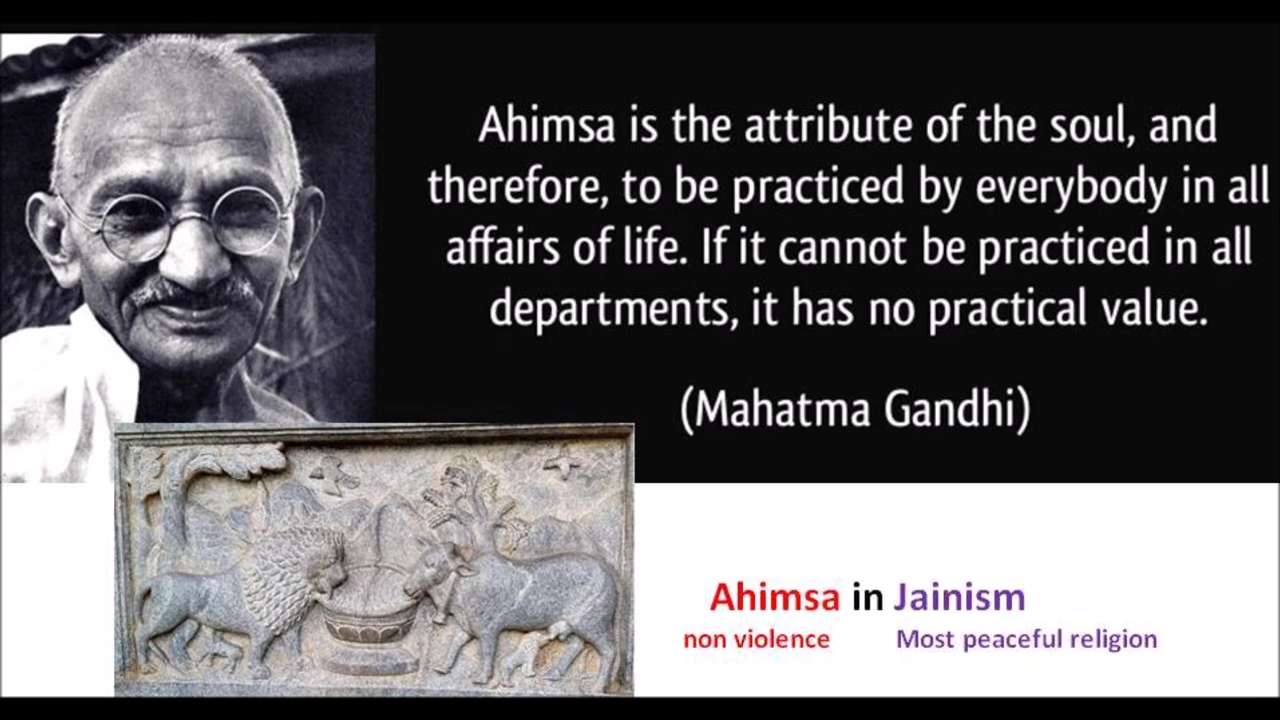 Ahimsa is the attribute of the soul, and
therefore, to be practiced by everybody in all
affairs of life. If it cannot be practiced in all
departments, it has no practical value.
(Mahatma Gandhi)
Ahimsa in Jainism
non violence Most peaceful religion